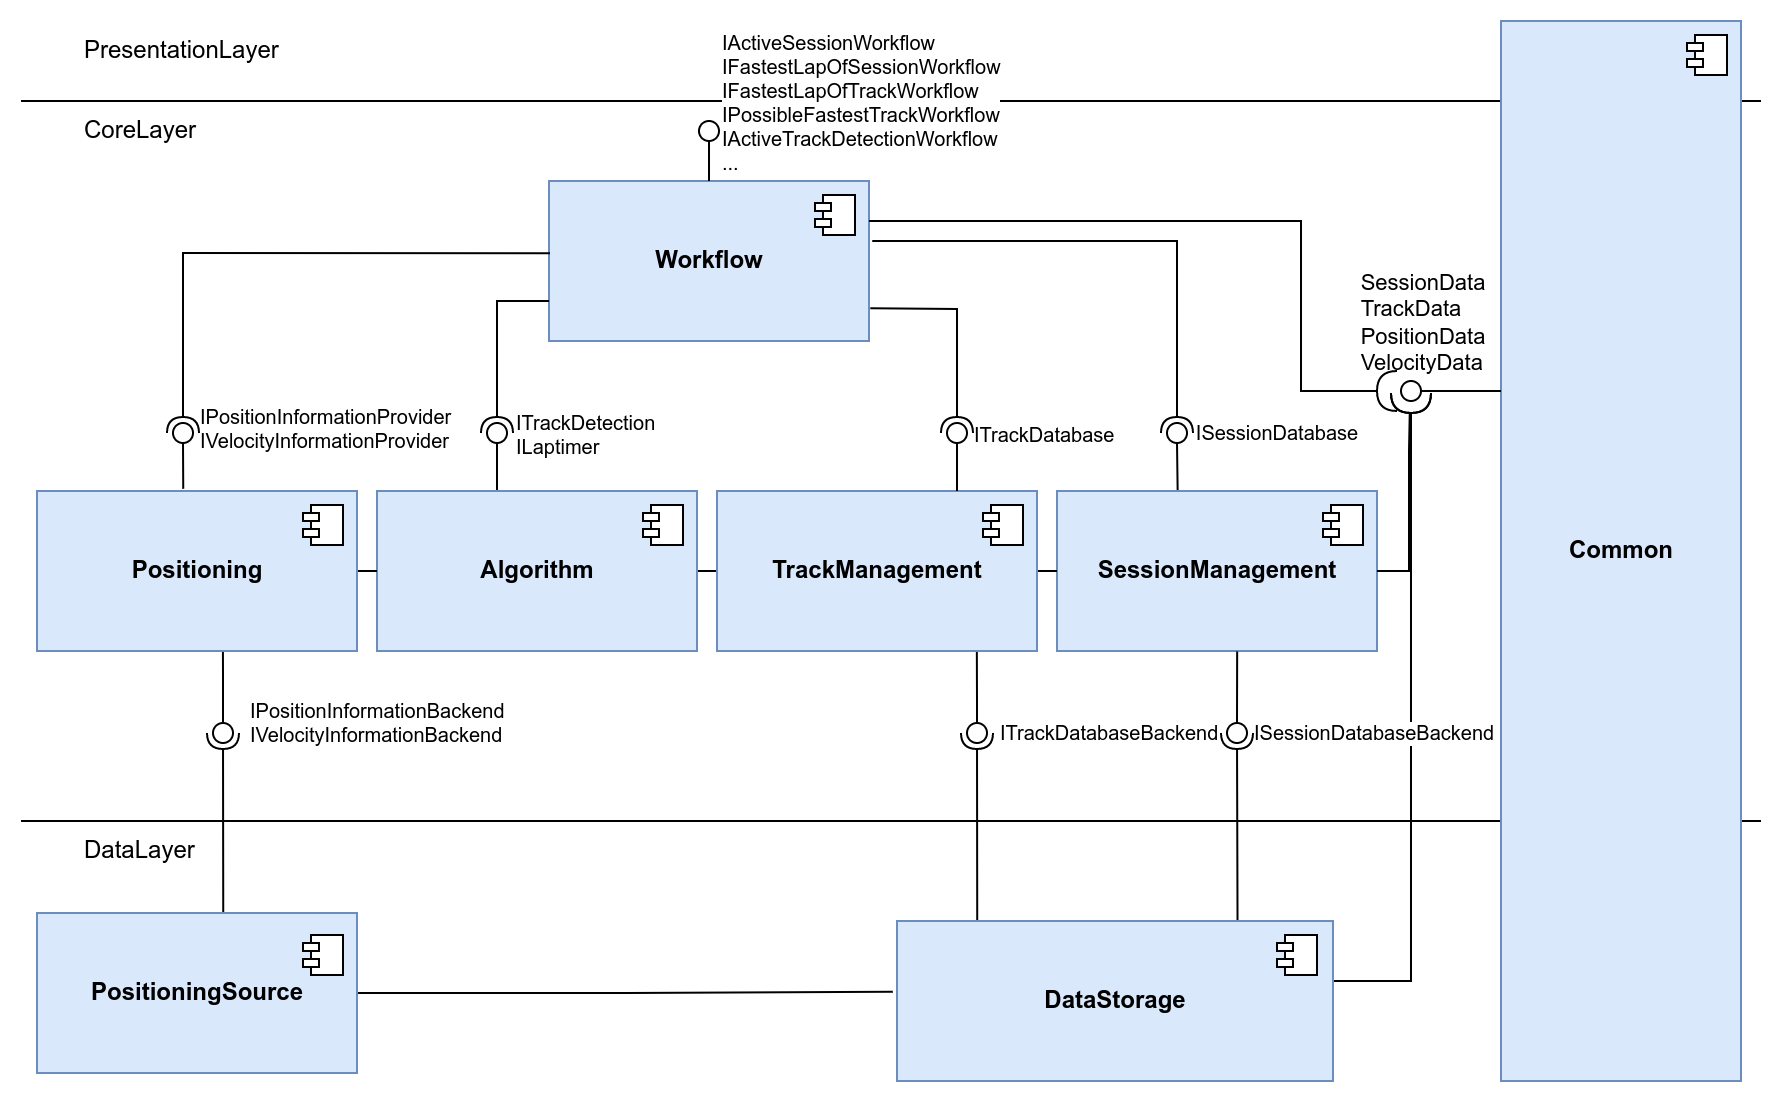 PresentationLayer
IActiveSessionWorkflow
IFastestLapOfSessionWorkflow
IFastestLapOfTrackWorkflow
IPossibleFastestTrackWorkflow
IActiveTrackDetectionWorkflow
...
CoreLayer
Workflow
SessionData
TrackData
PositionData
VelocityData
IPositionInformationProvider
IVelocityInformationProvider
ITrackDetection
ILaptimer
ITrackDatabase
ISessionDatabase
Positioning
Algorithm
TrackManagement
SessionManagement
Common
IPositionInformationBackend
IVelocityInformationBackend
ITrackDatabaseBackend
ISessionDatabaseBackend
DataLayer
PositioningSource
DataStorage